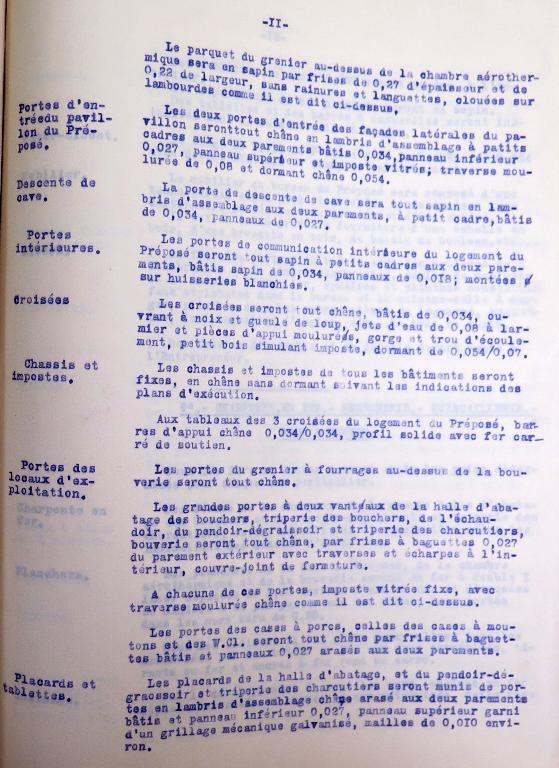 -II-
Le parquet du grenier au-dessus de la chambre aérother-
mique sera en sapin par frises de 0,27 d'épaisseur et de
0,22 de largeur, sans rainures et languettes, clouées sur
lambourdes comme il est dit ci-dessus.
Portes d'en-
tréedu pavil-
lon du Pré-
posé.
Les deux portes d'entrée des façades latérales du pa-
villon seronttout chêne en lambris d'assemblage à patits
cadres aux deux parements bâtis 0,034,panneau inférieur
0,027, panneau supérieur et imposte vitrés; traverse mou-
lurée de 0,08 et dormant chêne 0,054.
Descente de
cave.
La porte de descente de cave sera tout sapin en lam-
bris d'assemblage aux deux parements, à petit cadre,bâtis
de 0,034, panneaux de 0,027.
Portes
intérieures.
Les portes de communication intérieure du logement du
Préposé seront tout sapin à petits cadres aux deux pare-
ments, bâtis sapin de 0,034, panneaux de 0,018; montées
sur huisseries blanchies.
Croisées
Les croisées seront tout chêne, bâtis de 0,034, ou-
vrant à noix et gueule de loup, jets d'eau de 0,08 à lar-
mier et pièces d'appui moulurées, gorge et trou d'écoule-
ment, petit bois simulant imposte, dormant de 0,054/0,07.
Chassis et
impostes.
Les chassis et impostes de tous les bâtiments seront
fixes, en chêne sans dormant suivant les indications des
plans d'exécution.
Aux tableaux des 3 croisées du logement du Préposé, bar-
res d'appui chêne 0,034/0,034, profil solide avec fer car-
ré de soutien.
Portes des
locaux d'ex-
ploitation.
Les portes du grenier à fourrages au-dessus de la bou-
verie seront tout chêne.
Les grandes portes à deux vantaux de la halle d'aba-
tage des bouchers, triperie des bouchers, de l'échau-
doir, du pendoir-dégraissoir et triperie des charcutiers,
bouverie seront tout chêne, par frises à baguettes 0,027
du parement extérieur avec traverses et écharpes à l'in-
térieur, couvre-joint de fermeture.
A chacune de ces portes, imposte vitrée fixe, avec
traverse moulurée chêne comme il est dit ci-dessus.
Les portes des cases à porcs, celles des cases à mou-
tons et des W.Cl. seront tout chêne par frises à baguet-
tes bâtis et panneaux 0,027 arasés aux deux parements.
Placards et
tablettes.
Les placards de la halle d'abatage, et du pendoir-dé-
graossoir et triperie des charcutiers seront munis de por-
tes en lambris d'assemblage chêne arasé aux deux parements
bâtis et panneau inférieur 0,027, panneau supérieur garni
d'un grillage mécanique galvanisé, mailles de 0,010 envi-
ron.